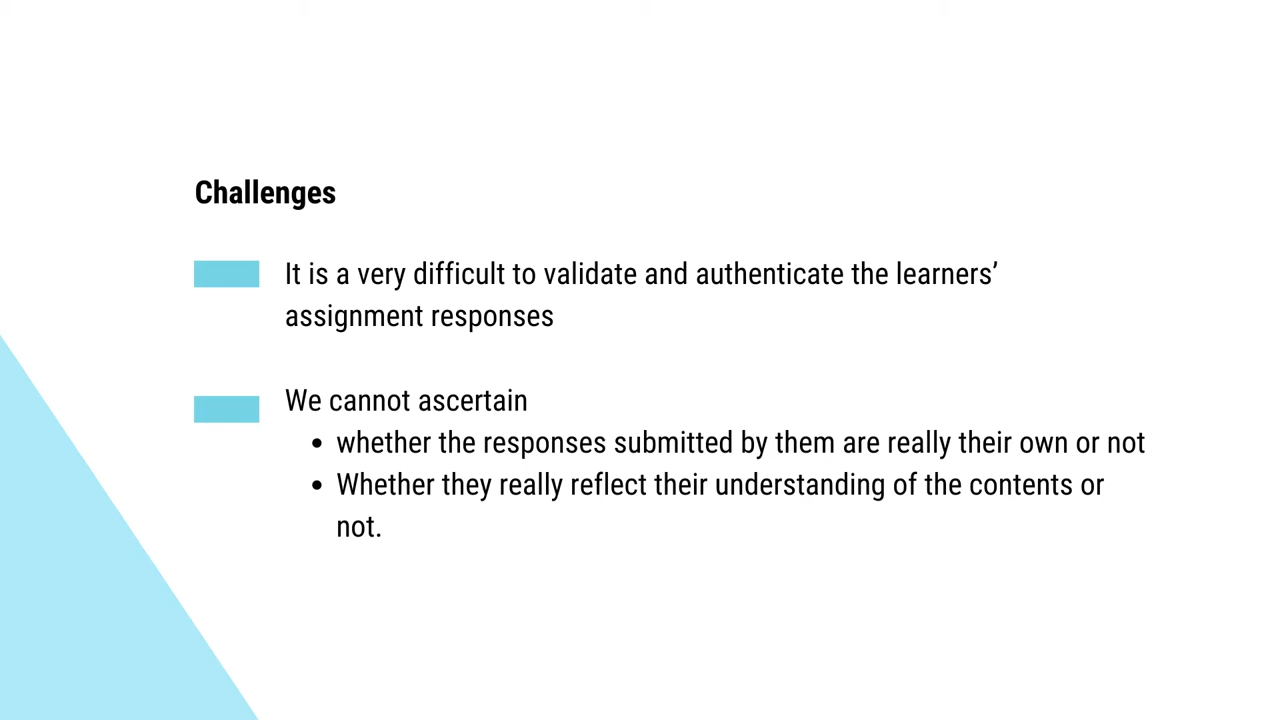 Challenges
It is a very difficult to validate and authenticate the learners’
assignment responses
We cannot ascertain
• whether the responses submitted by them are really their own or not
• Whether they really reflect their understanding of the contents or
not.